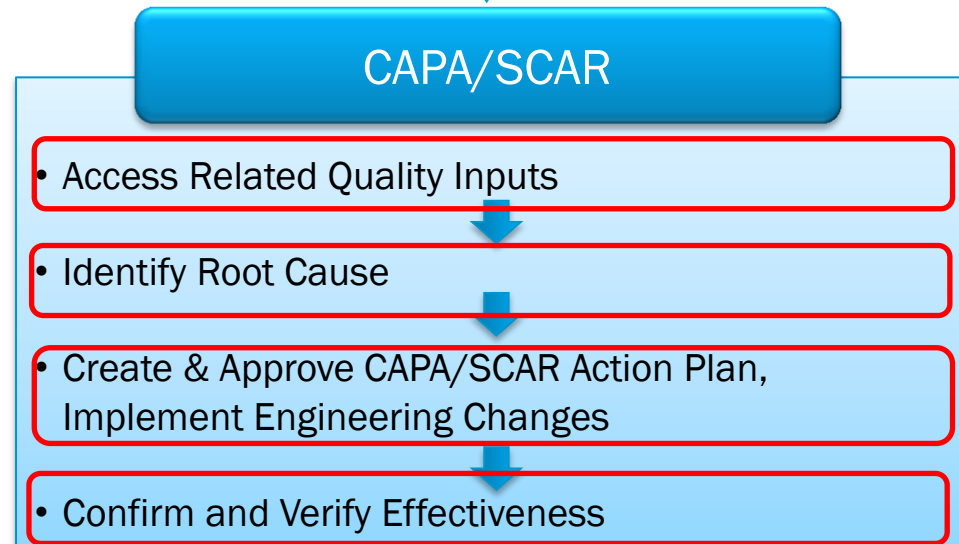 CAPA/SCAR
• Access Related Quality Inputs
• Identify Root Cause
• Create & Approve CAPA/SCAR Action Plan,
Implement Engineering Changes
• Confirm and Verify Effectiveness